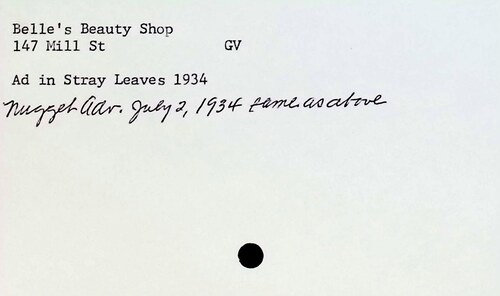 Belle's Beauty Shop
147 Mill St GV
Ad in Stray Leaves 1934
Nugget Adv. July 2, 1934 same as above